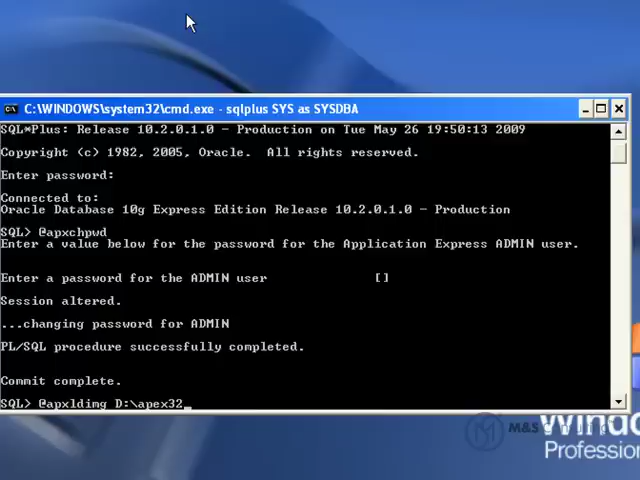 C:\WINDOWS\system32\cmd.exe - sqlplus SYS as SYSDBA
SQL*Plus: Release 10.2.0.1.0 - Production on Tue May 26 19:50:13 2009
Copyright (c) 1982, 2005, Oracle.  All rights reserved.
Enter password:
Connected to:
Oracle Database 10g Express Edition Release 10.2.0.1.0 - Production
SQL> @apxchpwd
Enter a value below for the password for the Application Express ADMIN user.
Enter a password for the ADMIN user                    []
Session altered.
...changing password for ADMIN
PL/SQL procedure successfully completed.
Commit complete.
SQL> @apxldimg D:\apex32_
M&S
Professiona